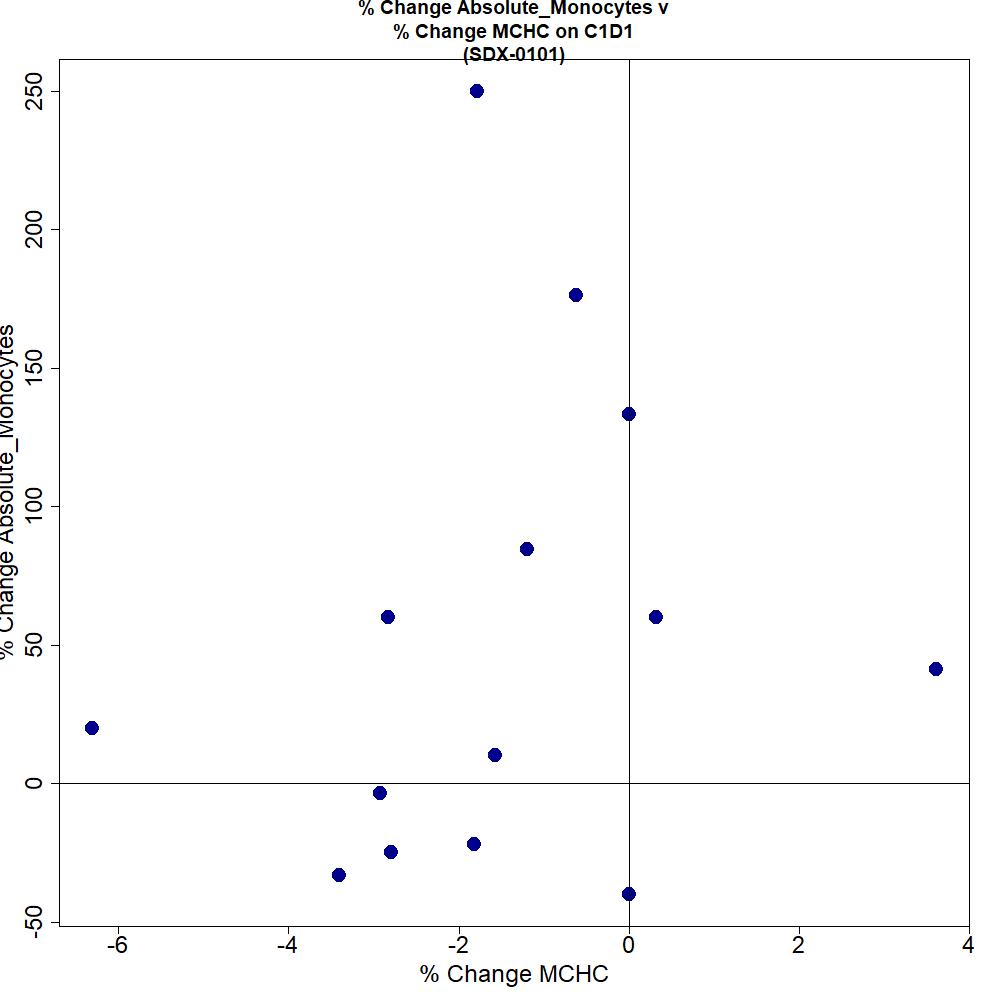 % Change Absolute_Monocytes v
% Change MCHC on C1D1
(SDX-0101)
% Change Absolute_Monocytes
250
200
150
100
50
0
-50
-6
-4
-2
0
2
4
% Change MCHC